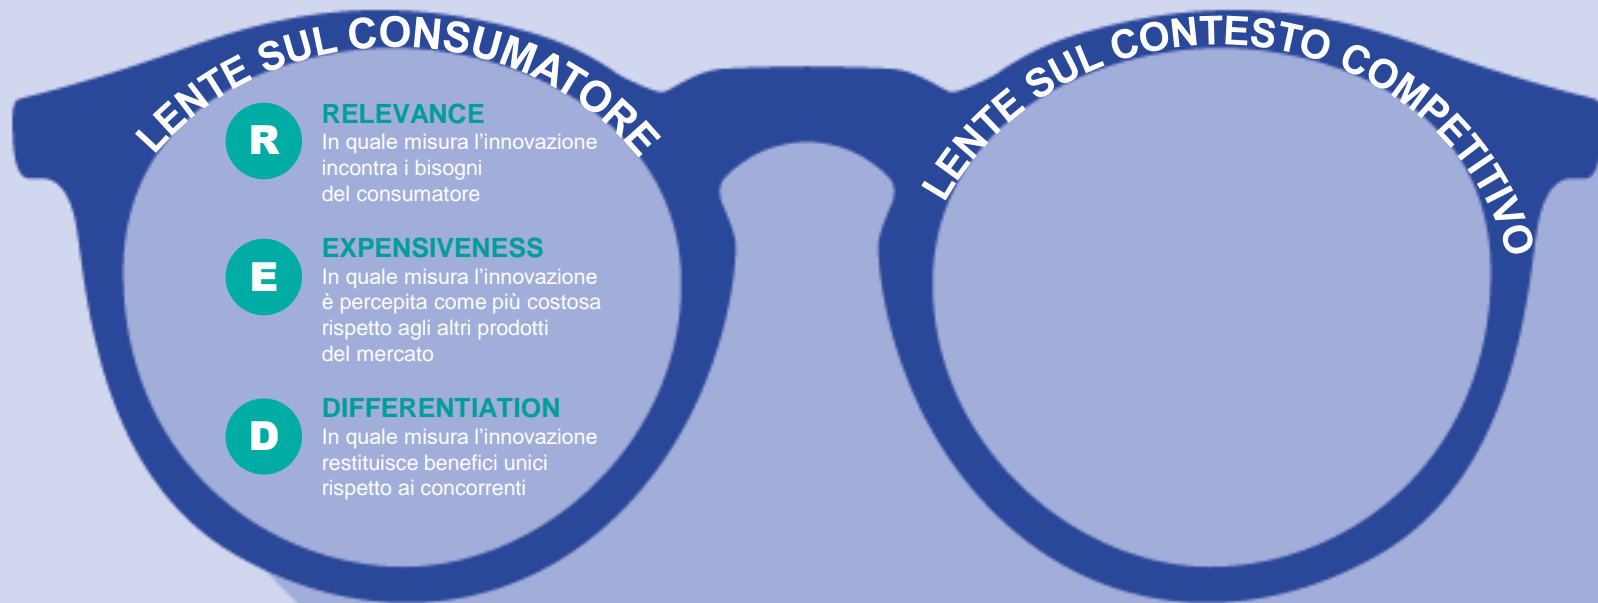 LENTE SUL CONSUMATORE
R
RELEVANCE
In quale misura l’innovazione
incontra i bisogni
del consumatore
E
EXPENSIVENESS
In quale misura l’innovazione
è percepita come più costosa
rispetto agli altri prodotti
del mercato
D
DIFFERENTIATION
In quale misura l’innovazione
restituisce benefici unici
rispetto ai concorrenti
LENTE SUL CONTESTO COMPETITIVO